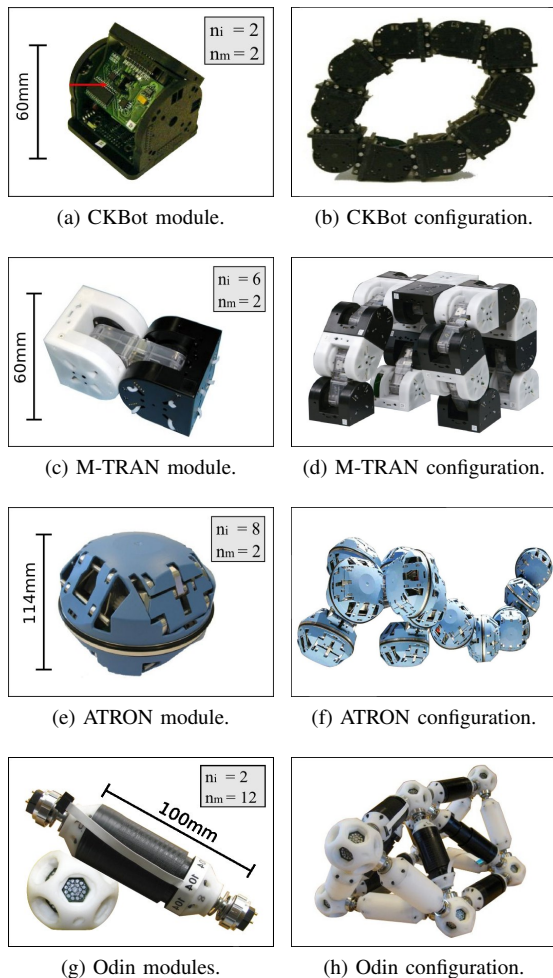 60mm
nᵢ = 2
nₘ = 2
(a) CKBot module.
(b) CKBot configuration.
60mm
nᵢ = 6
nₘ = 2
(c) M-TRAN module.
(d) M-TRAN configuration.
114mm
nᵢ = 8
nₘ = 2
(e) ATRON module.
(f) ATRON configuration.
nᵢ = 2
nₘ = 12
100mm
(g) Odin modules.
(h) Odin configuration.